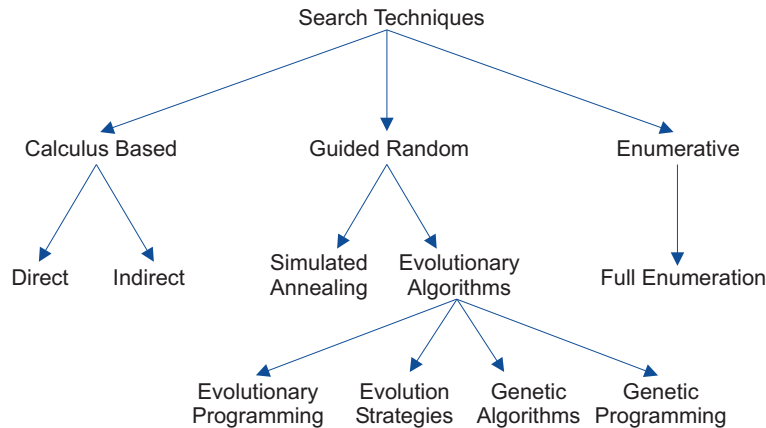 Search Techniques
Calculus Based
Guided Random
Enumerative
Direct
Indirect
Simulated
Annealing
Evolutionary
Algorithms
Full Enumeration
Evolutionary
Programming
Evolution
Strategies
Genetic
Algorithms
Genetic
Programming